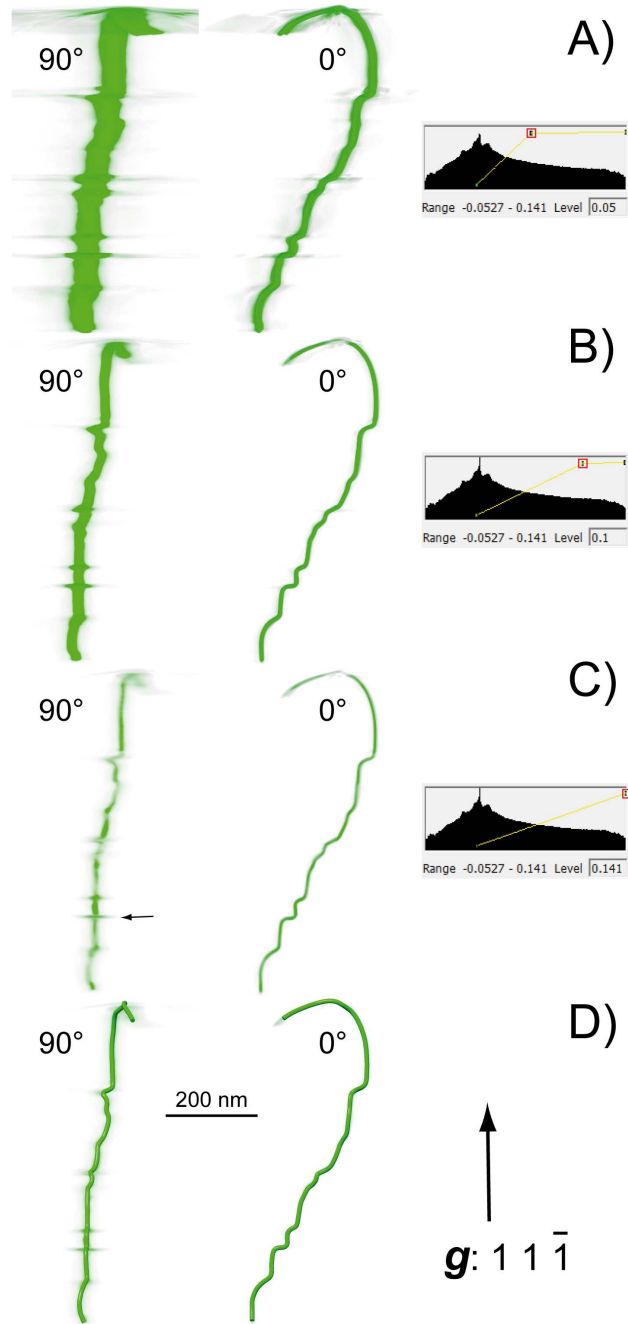 A)
90°
0°
Range -0.0527 - 0.141 Level 0.05
B)
90°
0°
Range -0.0527 - 0.141 Level 0.1
C)
90°
0°
Range -0.0527 - 0.141 Level 0.141
D)
90°
0°
200 nm
g: 1 1 1̅